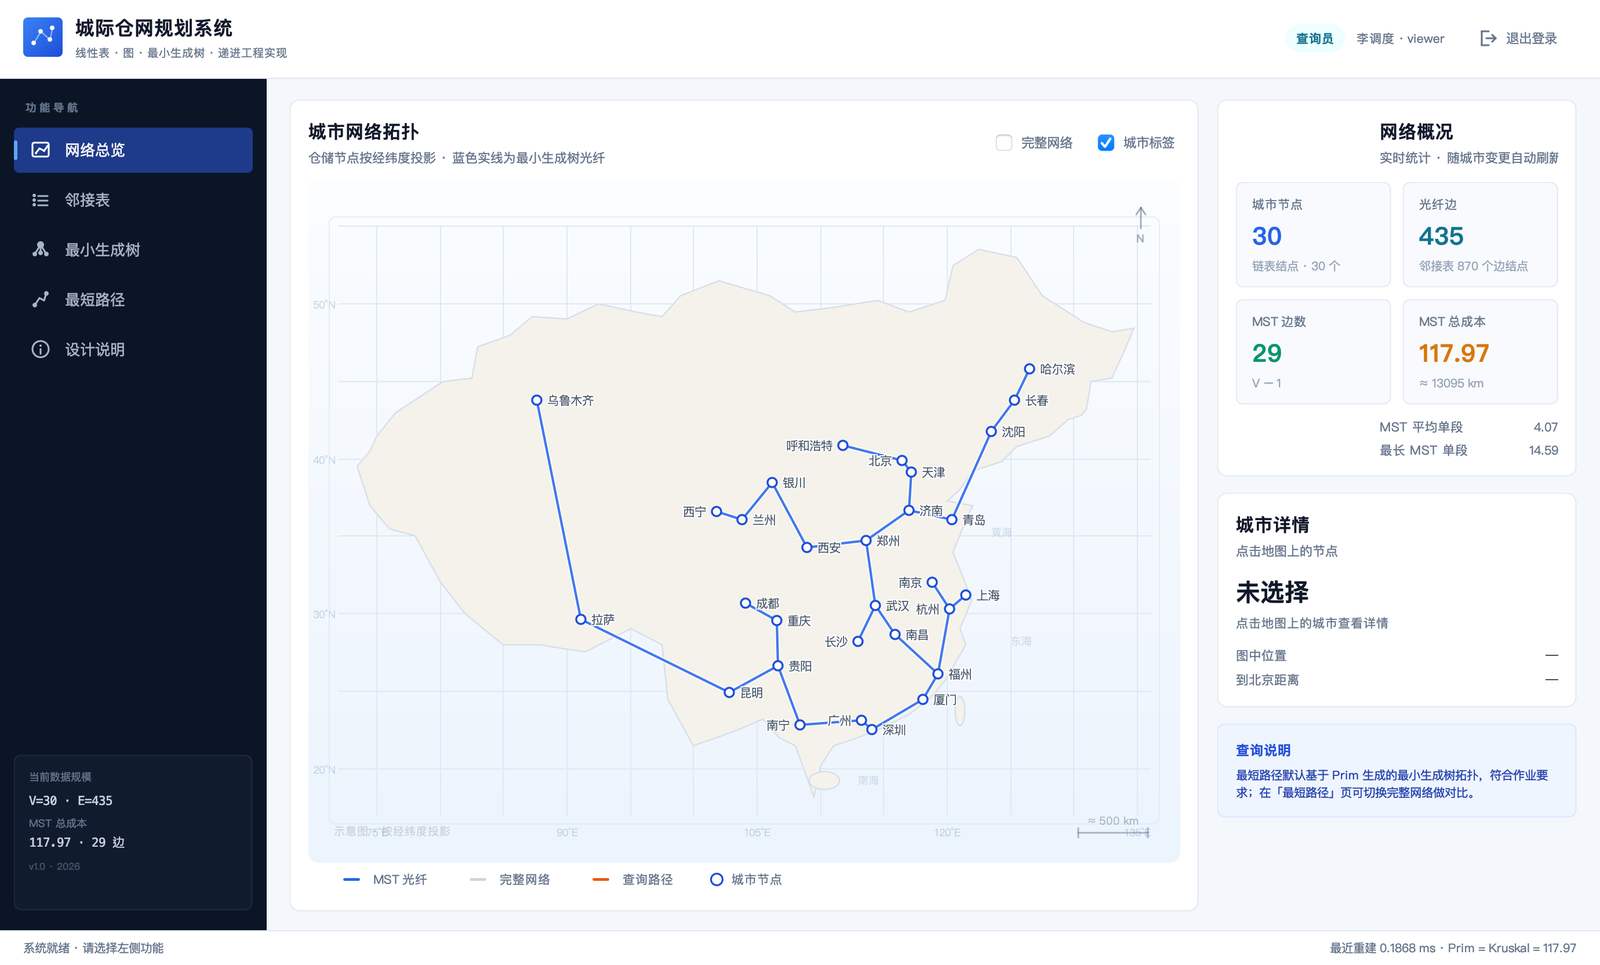 城际仓网规划系统
线性表 · 图 · 最小生成树 · 递进工程实现
查询员
李调度 · viewer
退出登录
功能导航
网络总览
邻接表
最小生成树
最短路径
设计说明
当前数据规模
V=30 · E=435
MST 总成本
117.97 · 29 边
v1.0 · 2026
城市网络拓扑
仓储节点按经纬度投影 · 蓝色实线为最小生成树光纤
完整网络
城市标签
N
50°N
哈尔滨
乌鲁木齐
长春
沈阳
呼和浩特
40°N
北京
天津
银川
西宁
兰州
济南
青岛
黄海
西安
郑州
南京
上海
成都
武汉
杭州
30°N
拉萨
重庆
南昌
长沙
东海
贵阳
福州
昆明
厦门
南宁
广州
深圳
20°N
南海
≈ 500 km
示意图 · 按经纬度投影
75°E
90°E
105°E
120°E
135°E
MST 光纤
完整网络
查询路径
城市节点
网络概况
实时统计 · 随城市变更自动刷新
城市节点
30
链表结点 · 30 个
光纤边
435
邻接表 870 个边结点
MST 边数
29
V − 1
MST 总成本
117.97
≈ 13095 km
MST 平均单段 4.07
最长 MST 单段 14.59
城市详情
点击地图上的节点
未选择
点击地图上的城市查看详情
图中位置 —
到北京距离 —
查询说明
最短路径默认基于 Prim 生成的最小生成树拓扑，符合作业要
求；在「最短路径」页可切换完整网络做对比。
系统就绪 · 请选择左侧功能
最近重建 0.1868 ms · Prim = Kruskal = 117.97